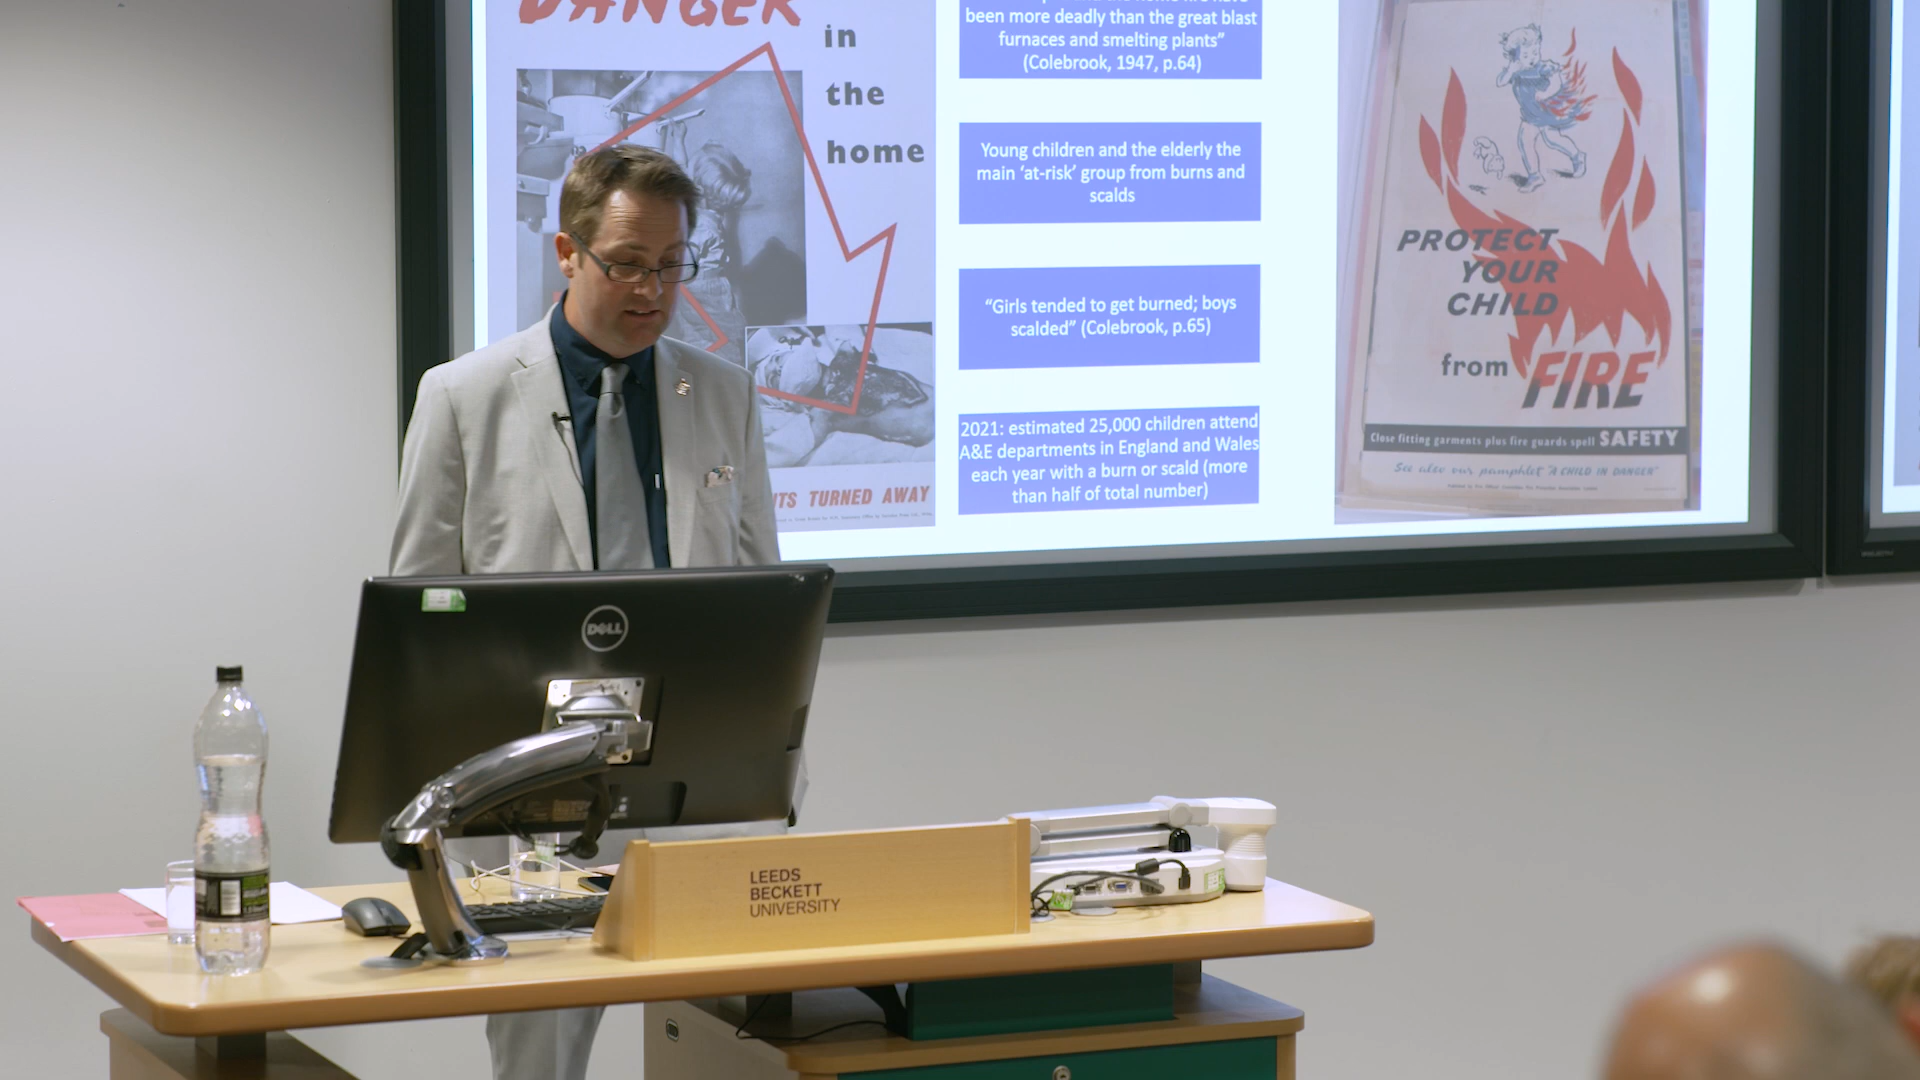 DANGER
in
the
home
TS TURNED AWAY
been more deadly than the great blast
furnaces and smelting plants”
(Colebrook, 1947, p.64)
Young children and the elderly the
main ‘at-risk’ group from burns and
scalds
“Girls tended to get burned; boys
scalded” (Colebrook, p.65)
2021: estimated 25,000 children attend
A&E departments in England and Wales
each year with a burn or scald (more
than half of total number)
PROTECT
YOUR
CHILD
from FIRE
Close fitting garments plus fire guards spell SAFETY
See also our pamphlet "A CHILD IN DANGER"
DELL
LEEDS
BECKETT
UNIVERSITY